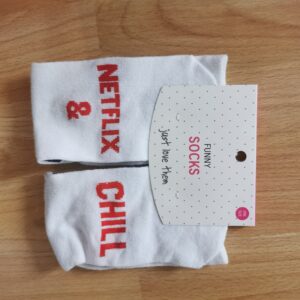 NETFLIX
&
CHILL
FUNNY
SOCKS
just love them